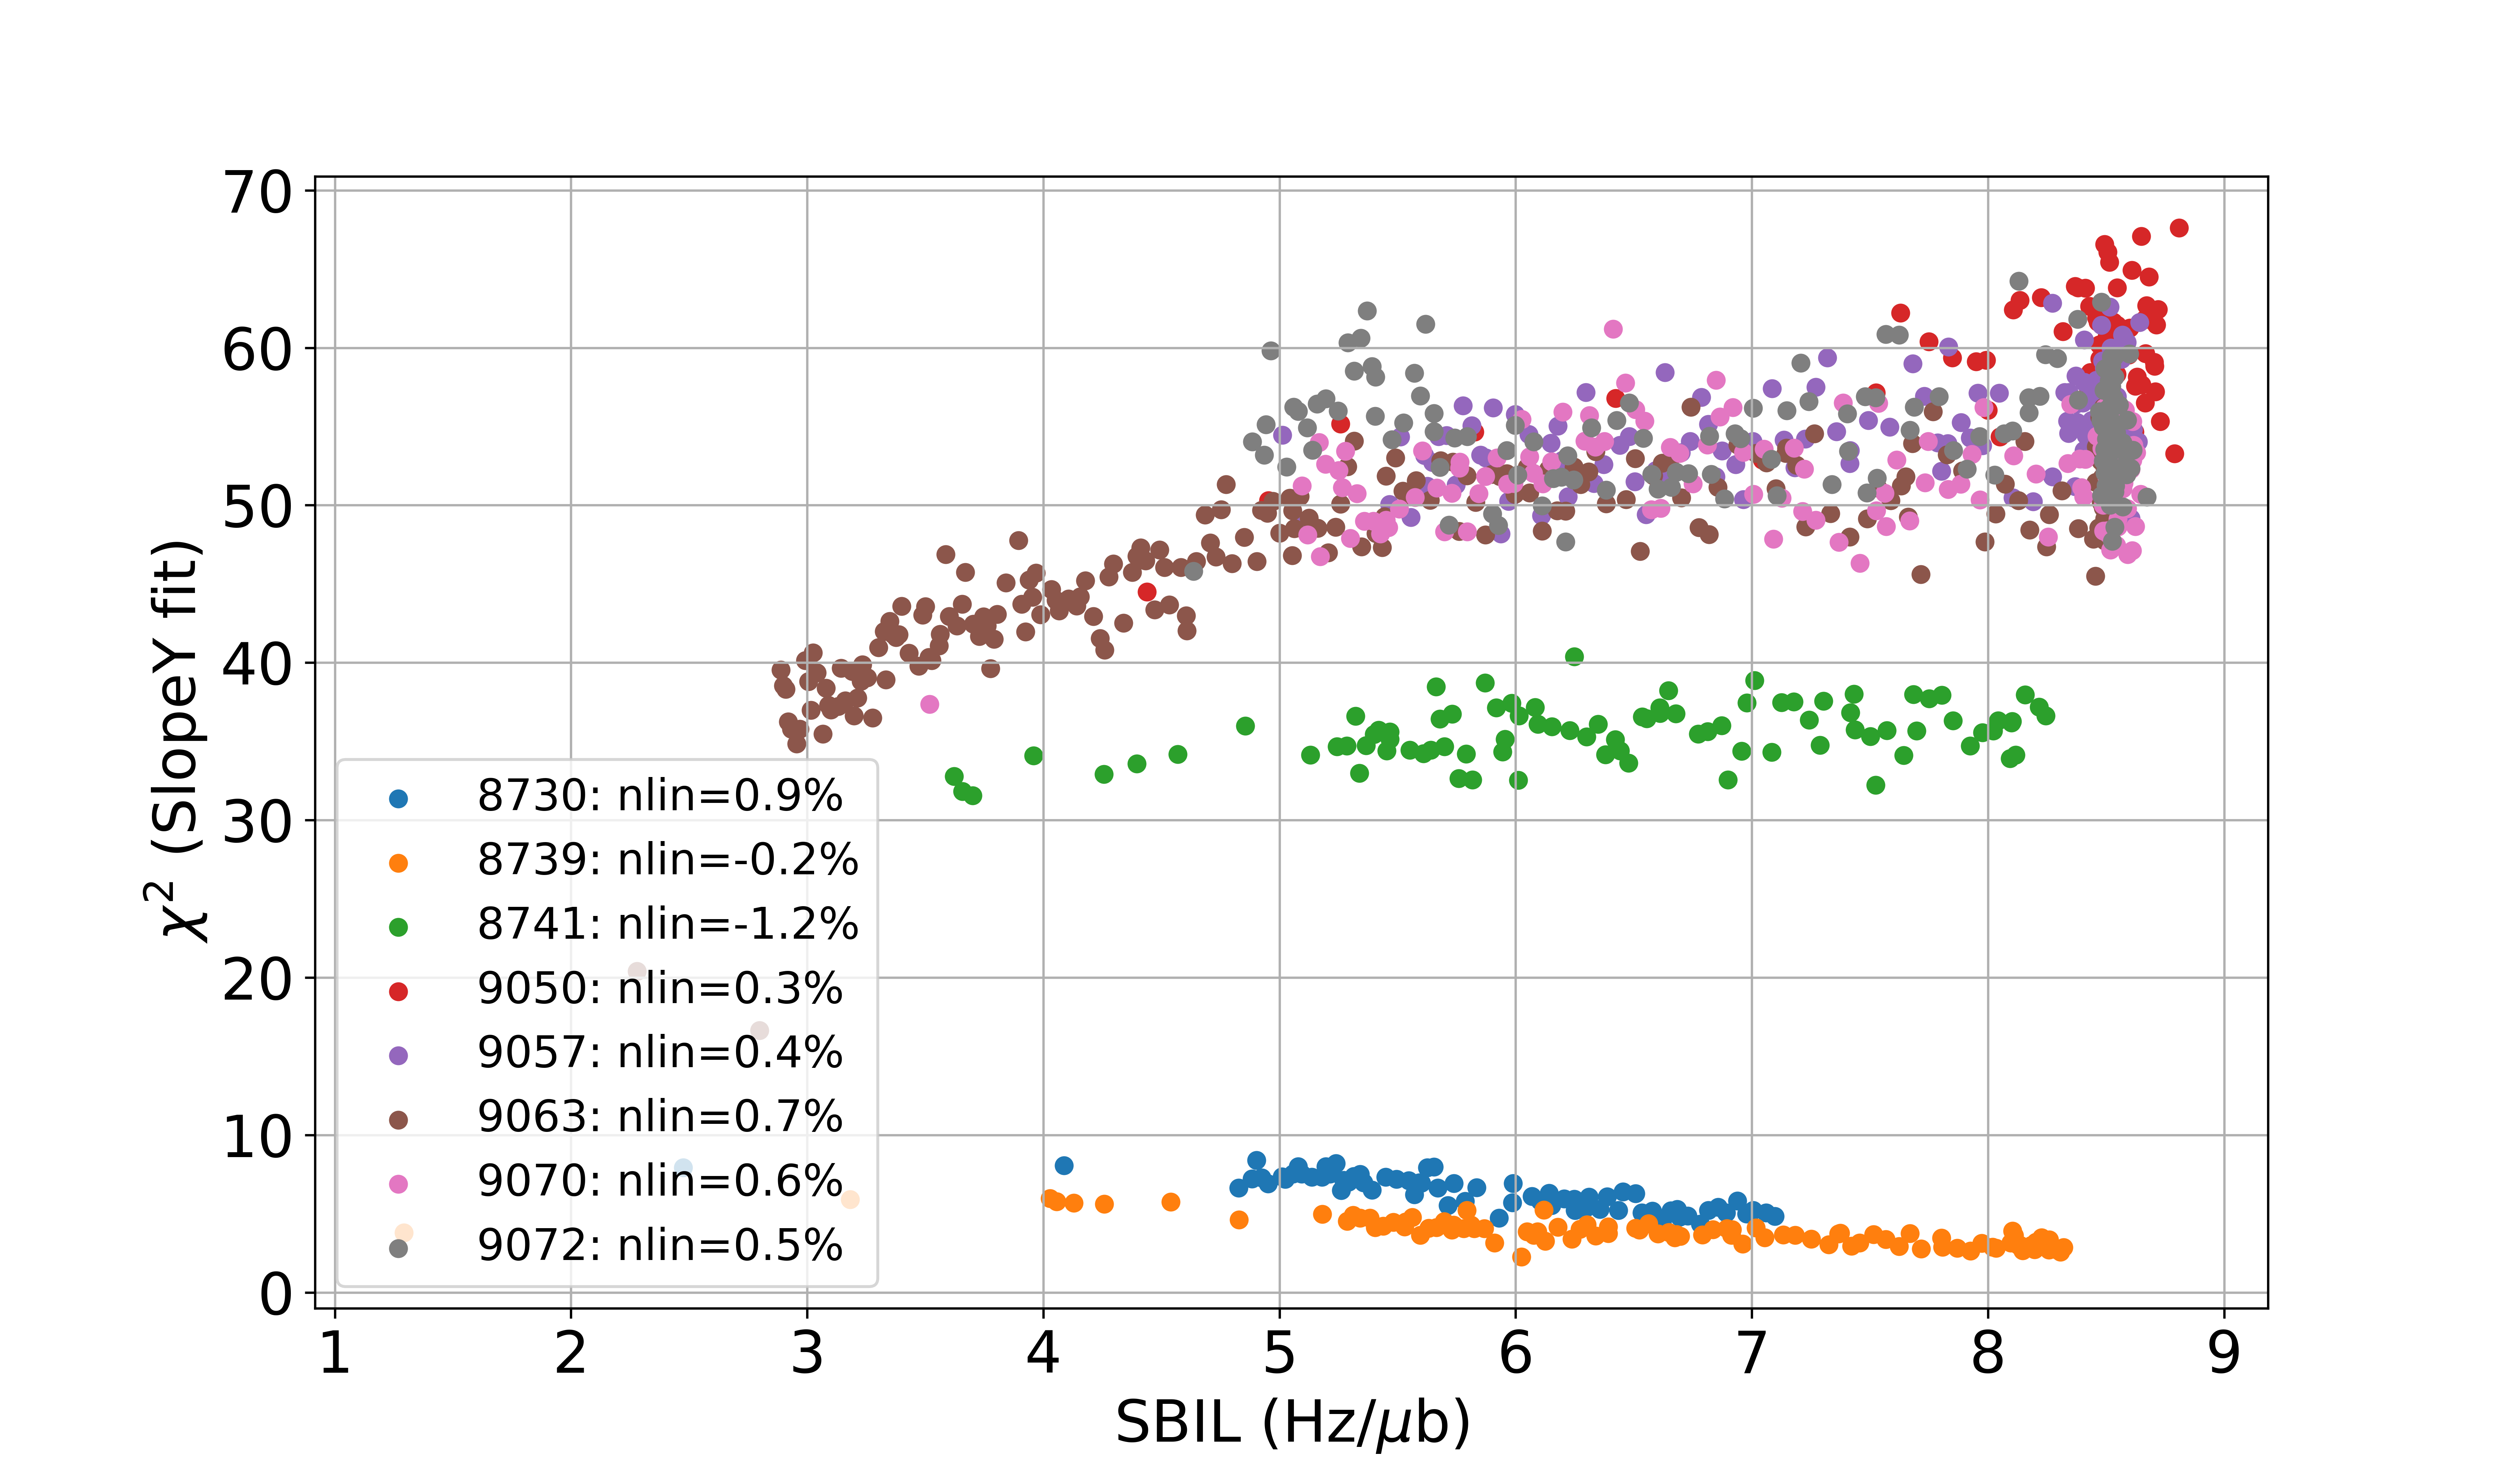 70
60
50
40
30
20
10
0
χ² (SlopeY fit)
8730: nlin=0.9%
8739: nlin=-0.2%
8741: nlin=-1.2%
9050: nlin=0.3%
9057: nlin=0.4%
9063: nlin=0.7%
9070: nlin=0.6%
9072: nlin=0.5%
1 2 3 4 5 6 7 8 9
SBIL (Hz/μb)